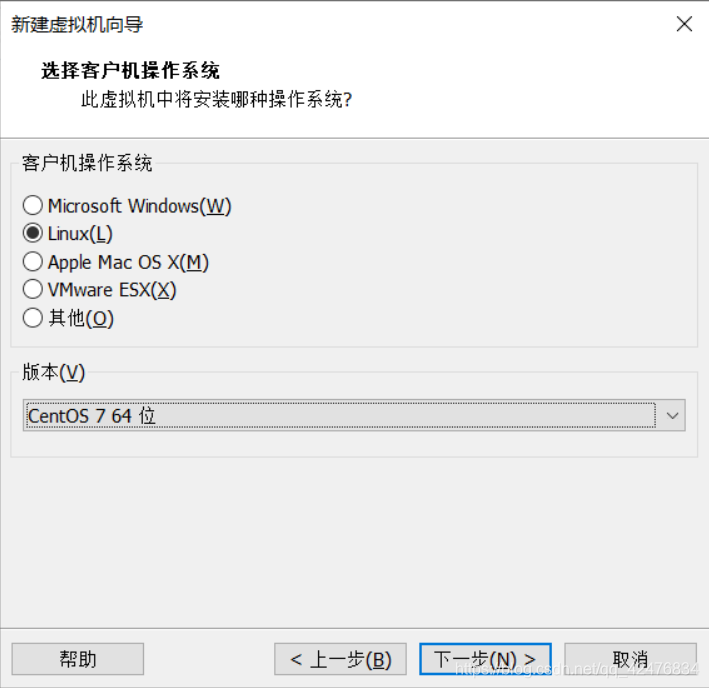 新建虚拟机向导
选择客户机操作系统
此虚拟机中将安装哪种操作系统?
客户机操作系统
Microsoft Windows(W)
Linux(L)
Apple Mac OS X(M)
VMware ESX(X)
其他(O)
版本(V)
CentOS 7 64 位
帮助 < 上一步(B) 下一步(N) > 取消
https://blog.csdn.net/qq_42476834